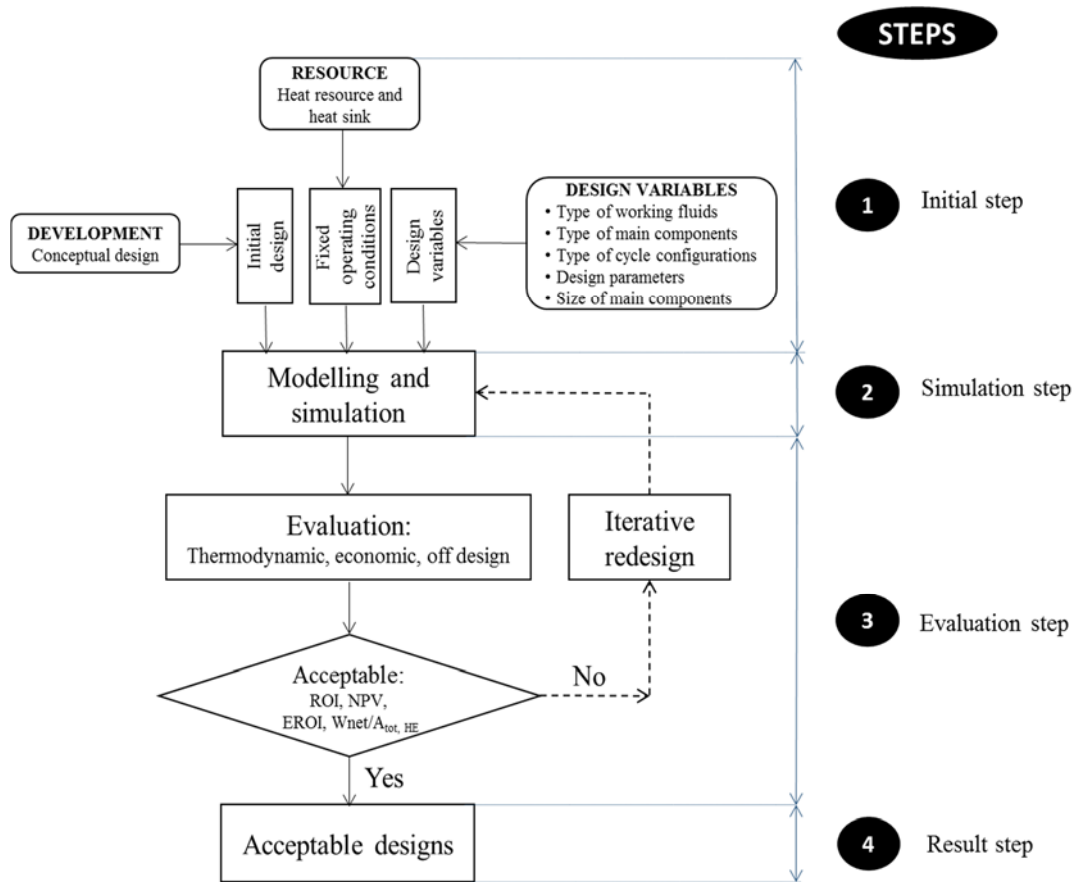 STEPS
RESOURCE
Heat resource and
heat sink
DEVELOPMENT
Conceptual design
Initial
design
Fixed
operating
conditions
Design
variables
DESIGN VARIABLES
• Type of working fluids
• Type of main components
• Type of cycle configurations
• Design parameters
• Size of main components
1
Initial step
Modelling and
simulation
2
Simulation step
Evaluation:
Thermodynamic, economic, off design
Iterative
redesign
3
Evaluation step
Acceptable:
ROI, NPV,
EROI, Wnet/Atot, HE
No
Yes
Acceptable designs
4
Result step